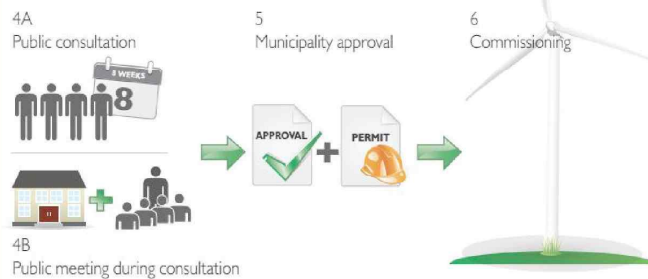 4A
Public consultation
8 WEEKS
8
4B
Public meeting during consultation
5
Municipality approval
APPROVAL
PERMIT
6
Commissioning